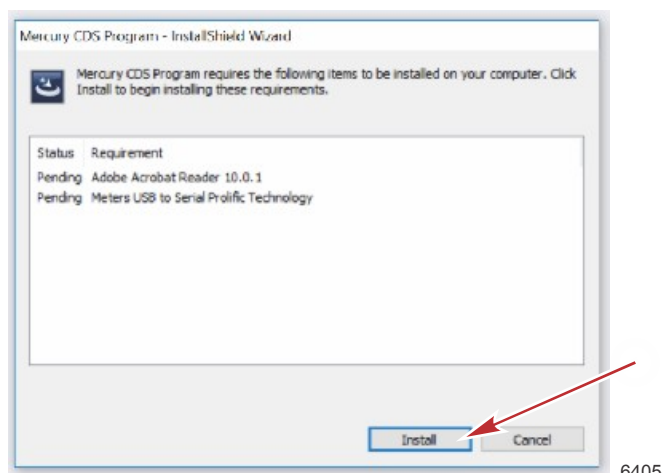 Mercury CDS Program - InstallShield Wizard
Mercury CDS Program requires the following items to be installed on your computer. Click
Install to begin installing these requirements.
Status Requirement
Pending Adobe Acrobat Reader 10.0.1
Pending Meters USB to Serial Prolific Technology
Install Cancel
6405